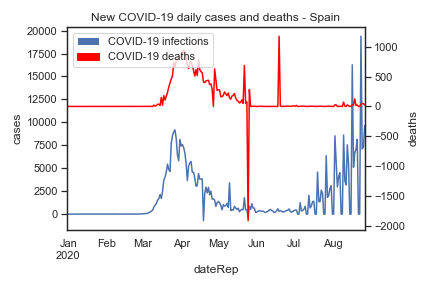 New COVID-19 daily cases and deaths - Spain
COVID-19 infections
COVID-19 deaths
20000
17500
15000
12500
10000
7500
5000
2500
0
cases
1000
500
0
−500
−1000
−1500
−2000
deaths
Jan Feb Mar Apr May Jun Jul Aug
2020
dateRep